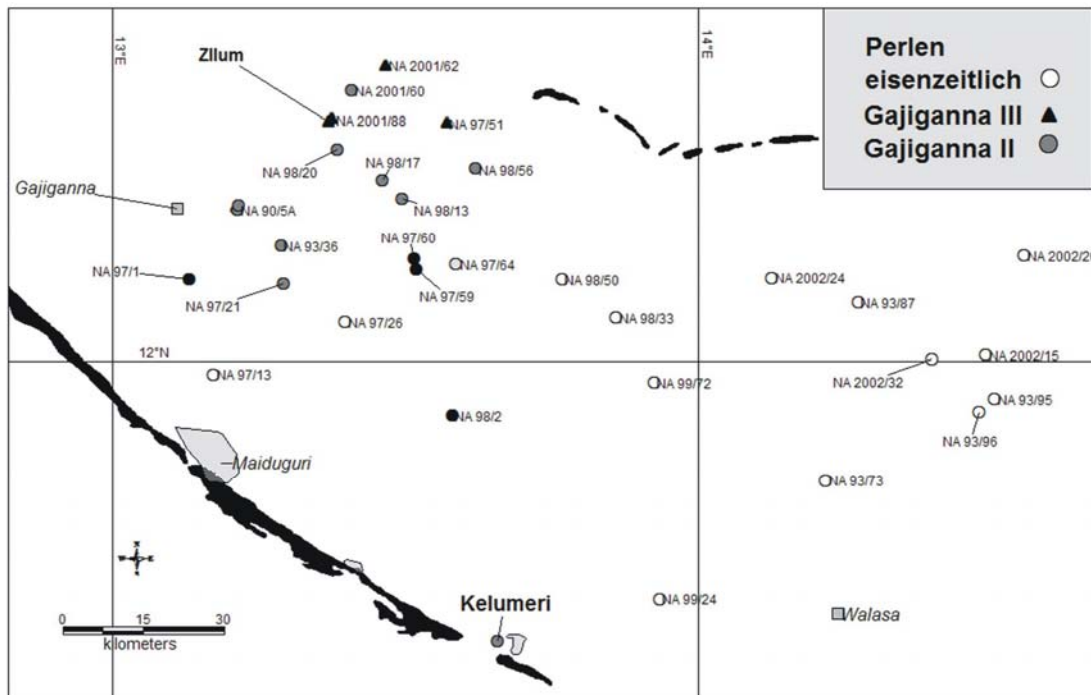 13°E
14°E
Perlen
eisenzeitlich
Gajiganna III
Gajiganna II
ZIlum
NA 2001/62
NA 2001/60
NA 2001/88
NA 97/51
NA 98/20
NA 98/17
NA 98/56
Gajiganna
NA 90/5A
NA 98/13
NA 93/36
NA 97/60
NA 97/1
NA 97/64
NA 97/59
NA 97/21
NA 98/50
NA 2002/24
NA 2002/26
NA 93/87
NA 97/26
NA 98/33
12°N
NA 97/13
NA 2002/15
NA 2002/32
NA 99/72
NA 93/95
NA 98/2
NA 93/96
Maiduguri
NA 93/73
Kelumeri
NA 99/24
Walasa
0 15 30
kilometers